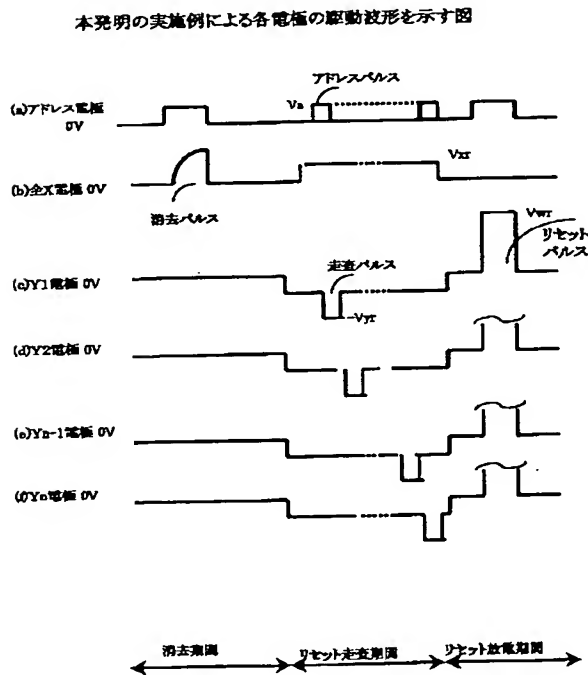 本発明の実施例による各電極の駆動波形を示す図
アドレスパルス
(a)アドレス電極
0V
Va
(b)全X電極 0V
Vxr
消去パルス
Vwr
リセット
パルス
(c)Y1電極 0V
走査パルス
-Vyr
(d)Y2電極 0V
(e)Yn-1電極 0V
(f)Yn電極 0V
消去期間
リセット走査期間
リセット放電期間